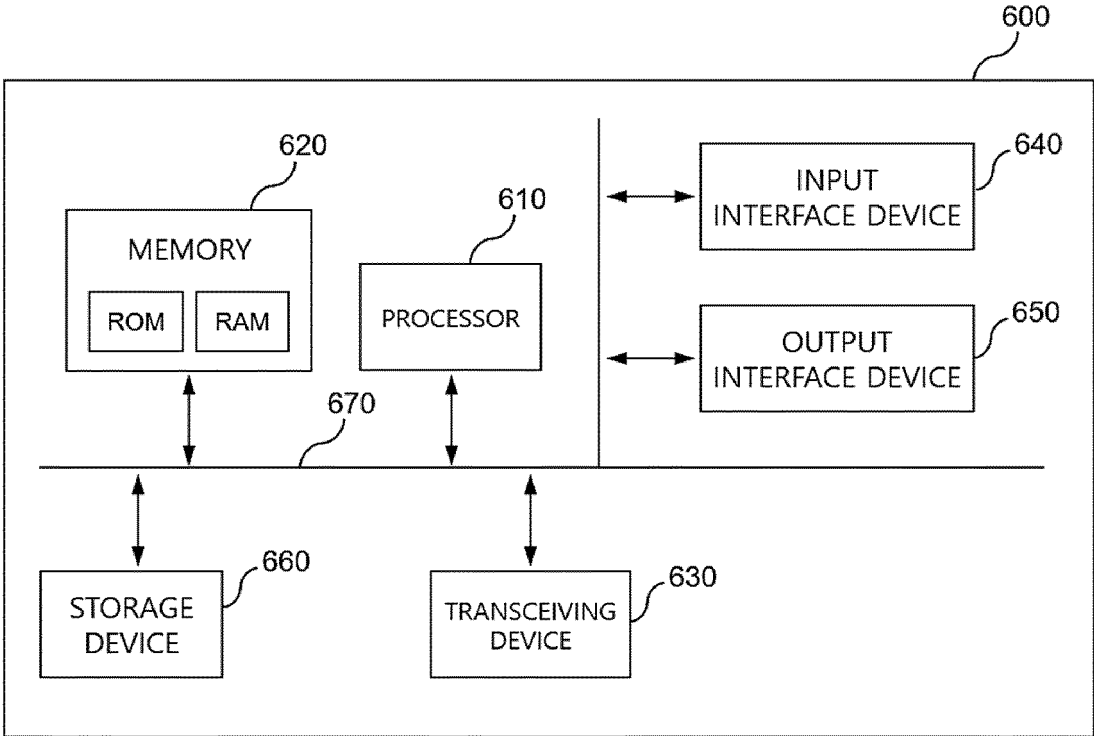 600
620
MEMORY
ROM
RAM
610
PROCESSOR
640
INPUT
INTERFACE DEVICE
650
OUTPUT
INTERFACE DEVICE
670
660
STORAGE
DEVICE
630
TRANSCEIVING
DEVICE